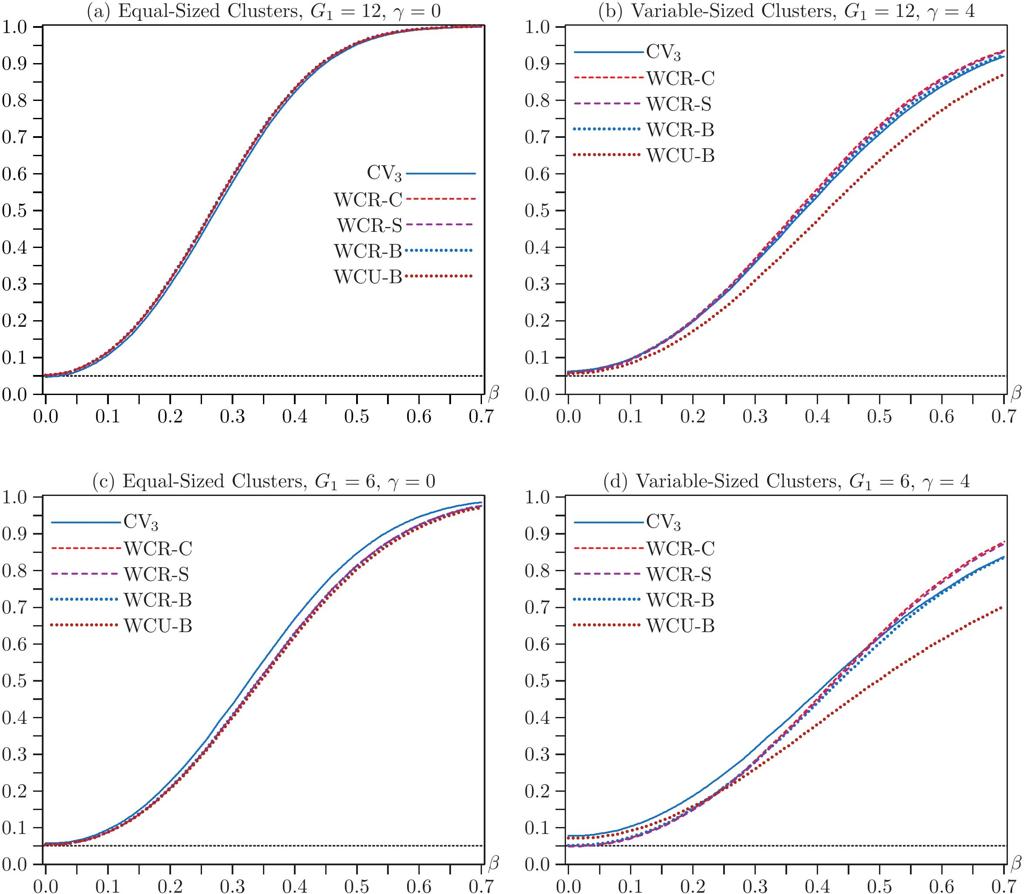 (a) Equal-Sized Clusters, G₁ = 12, γ = 0
1.0
0.9
0.8
0.7
0.6
0.5
0.4
0.3
0.2
0.1
0.0
CV₃
WCR-C
WCR-S
WCR-B
WCU-B
0.0 0.1 0.2 0.3 0.4 0.5 0.6 0.7
β
(b) Variable-Sized Clusters, G₁ = 12, γ = 4
1.0
0.9
0.8
0.7
0.6
0.5
0.4
0.3
0.2
0.1
0.0
CV₃
WCR-C
WCR-S
WCR-B
WCU-B
0.0 0.1 0.2 0.3 0.4 0.5 0.6 0.7
β
(c) Equal-Sized Clusters, G₁ = 6, γ = 0
1.0
0.9
0.8
0.7
0.6
0.5
0.4
0.3
0.2
0.1
0.0
CV₃
WCR-C
WCR-S
WCR-B
WCU-B
0.0 0.1 0.2 0.3 0.4 0.5 0.6 0.7
β
(d) Variable-Sized Clusters, G₁ = 6, γ = 4
1.0
0.9
0.8
0.7
0.6
0.5
0.4
0.3
0.2
0.1
0.0
CV₃
WCR-C
WCR-S
WCR-B
WCU-B
0.0 0.1 0.2 0.3 0.4 0.5 0.6 0.7
β